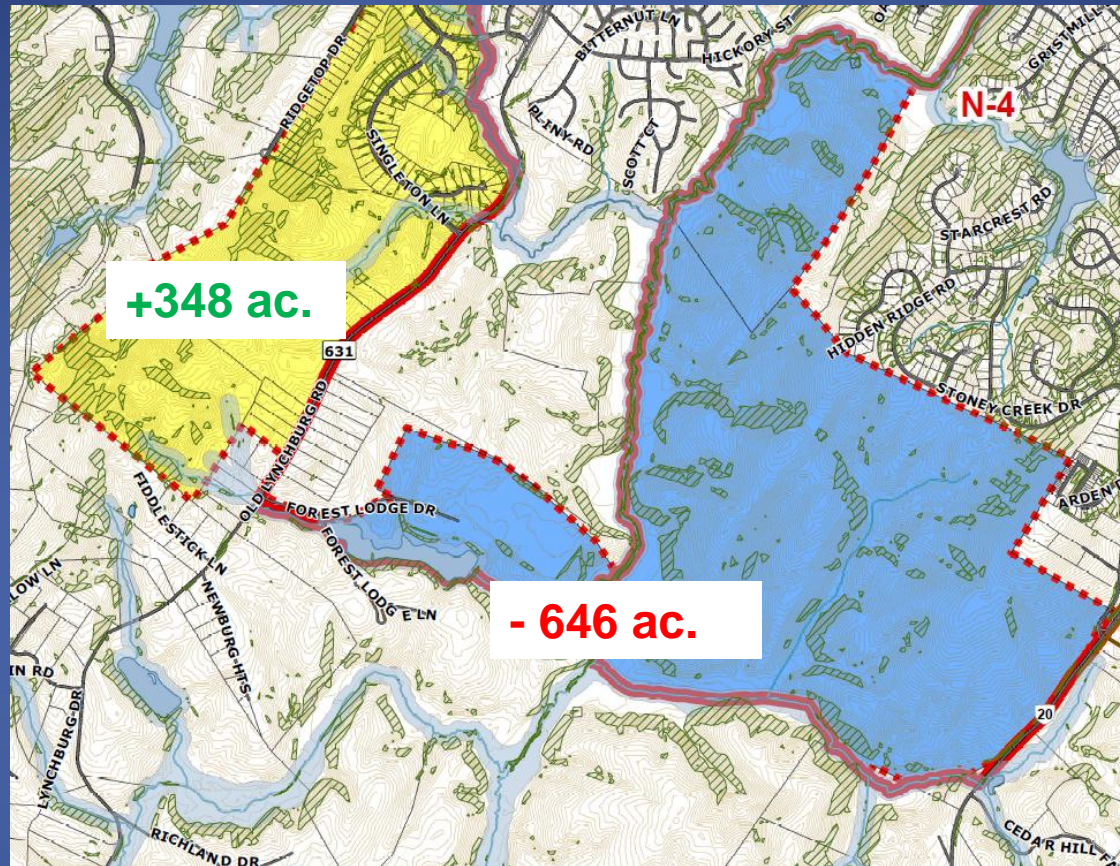 BITTERNUT LN
HICKORY ST
GRISTMILL
RIDGETOP DR
N-4
PLINY RD
SINGLETON LN
SCOTT CT
STARCREST RD
+348 ac.
HIDDEN RIDGE RD
631
STONEY CREEK DR
OLD LYNCHBURG RD
ARDEN
FIDDLESTICK LN
FOREST LODGE DR
FOREST LODGE LN
LOW LN
NEWBURG HTS
- 646 ac.
IN RD
20
LYNCHBURG DR
RICHLAND DR
CEDAR HILL